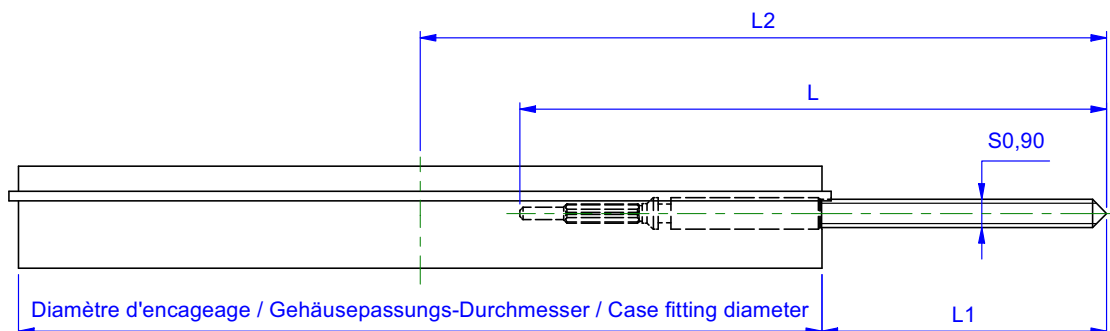 L2
L
S0,90
Diamètre d'encageage / Gehäusepassungs-Durchmesser / Case fitting diameter
L1